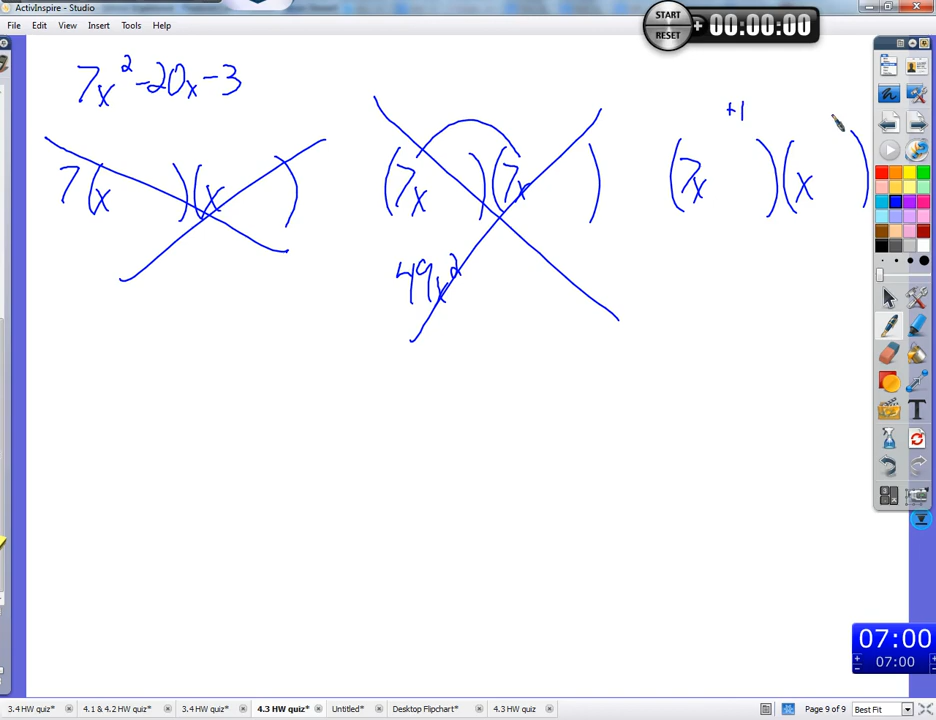 ActivInspire - Studio
File Edit View Insert Tools Help
START
RESET
+ 00:00:00
7x² -20x -3
+1
7(x )(x )
(7x )(7x )
(7x )(x )
49x²
07:00
07:00
3.4 HW quiz* 4.1 & 4.2 HW quiz* 3.4 HW quiz* 4.3 HW quiz* Untitled* Desktop Flipchart* 4.3 HW quiz
Page 9 of 9 Best Fit